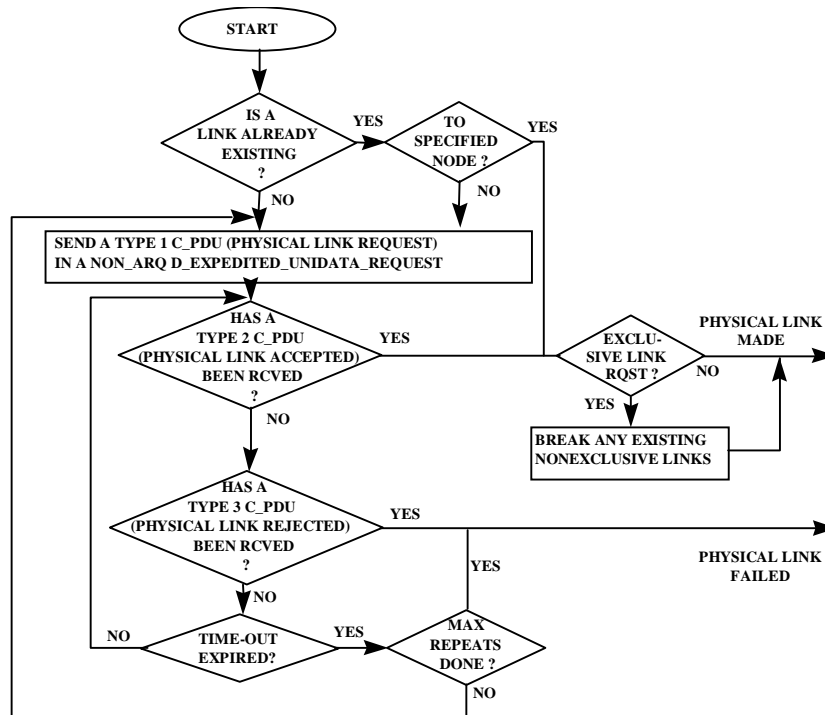 START
IS A
LINK ALREADY
EXISTING
?
YES
TO
SPECIFIED
NODE ?
YES
NO
NO
SEND A TYPE 1 C_PDU (PHYSICAL LINK REQUEST)
IN A NON_ARQ D_EXPEDITED_UNIDATA_REQUEST
HAS A
TYPE 2 C_PDU
(PHYSICAL LINK ACCEPTED)
BEEN RCVED
?
YES
NO
EXCLU-
SIVE LINK
RQST ?
NO
PHYSICAL LINK
MADE
YES
BREAK ANY EXISTING
NONEXCLUSIVE LINKS
HAS A
TYPE 3 C_PDU
(PHYSICAL LINK REJECTED)
BEEN RCVED
?
YES
NO
PHYSICAL LINK
FAILED
YES
NO
TIME-OUT
EXPIRED?
YES
MAX
REPEATS
DONE ?
NO